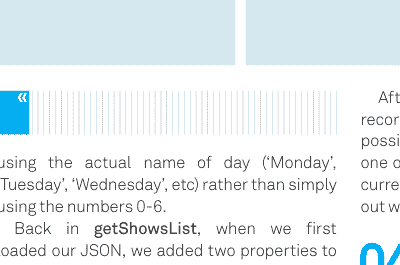 «
using the actual name of day (‘Monday’,
‘Tuesday’, ‘Wednesday’, etc) rather than simply
using the numbers 0-6.
Back in getShowsList, when we first
loaded our JSON, we added two properties to
Aft
recor
possi
one o
curre
out w